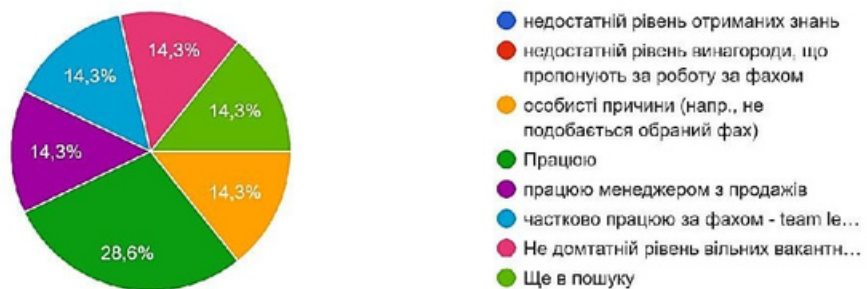 14,3%
14,3%
14,3%
14,3%
14,3%
28,6%
недостатній рівень отриманих знань
недостатній рівень винагороди, що
пропонують за роботу за фахом
особисті причини (напр., не
подобається обраний фах)
Працюю
працюю менеджером з продажів
частково працюю за фахом - team le...
Не домтатній рівень вільних вакантн...
Ще в пошуку